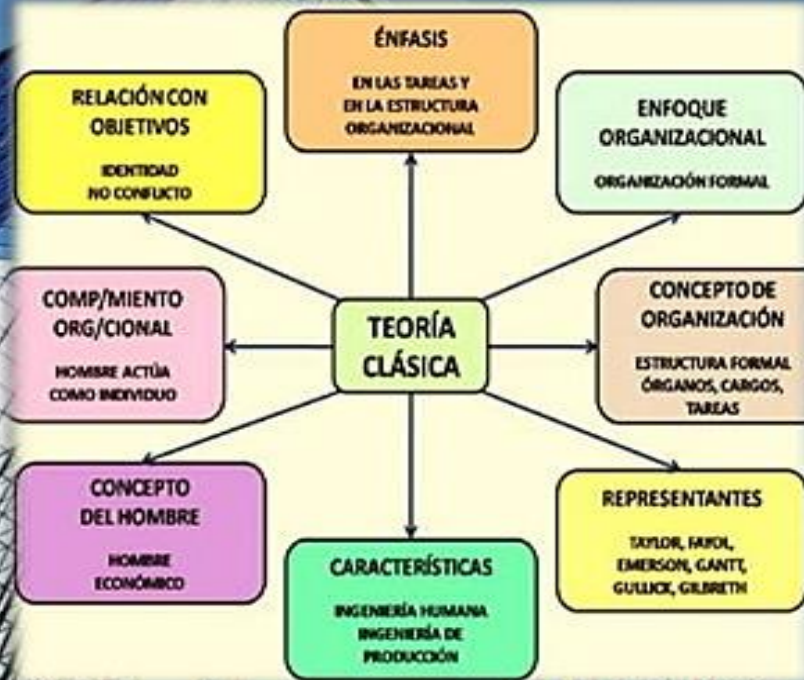 ÉNFASIS
EN LAS TAREAS Y
EN LA ESTRUCTURA
ORGANIZACIONAL
RELACIÓN CON
OBJETIVOS
IDENTIDAD
NO CONFLICTO
ENFOQUE
ORGANIZACIONAL
ORGANIZACIÓN FORMAL
COMP/MIENTO
ORG/CIONAL
HOMBRE ACTÚA
COMO INDIVIDUO
TEORÍA
CLÁSICA
CONCEPTO DE
ORGANIZACIÓN
ESTRUCTURA FORMAL
ÓRGANOS, CARGOS,
TAREAS
CONCEPTO
DEL HOMBRE
HOMBRE
ECONÓMICO
CARACTERÍSTICAS
INGENIERÍA HUMANA
INGENIERÍA DE
PRODUCCIÓN
REPRESENTANTES
TAYLOR, FAYOL,
EMERSON, GANTT,
GULLICK, GILBRETH